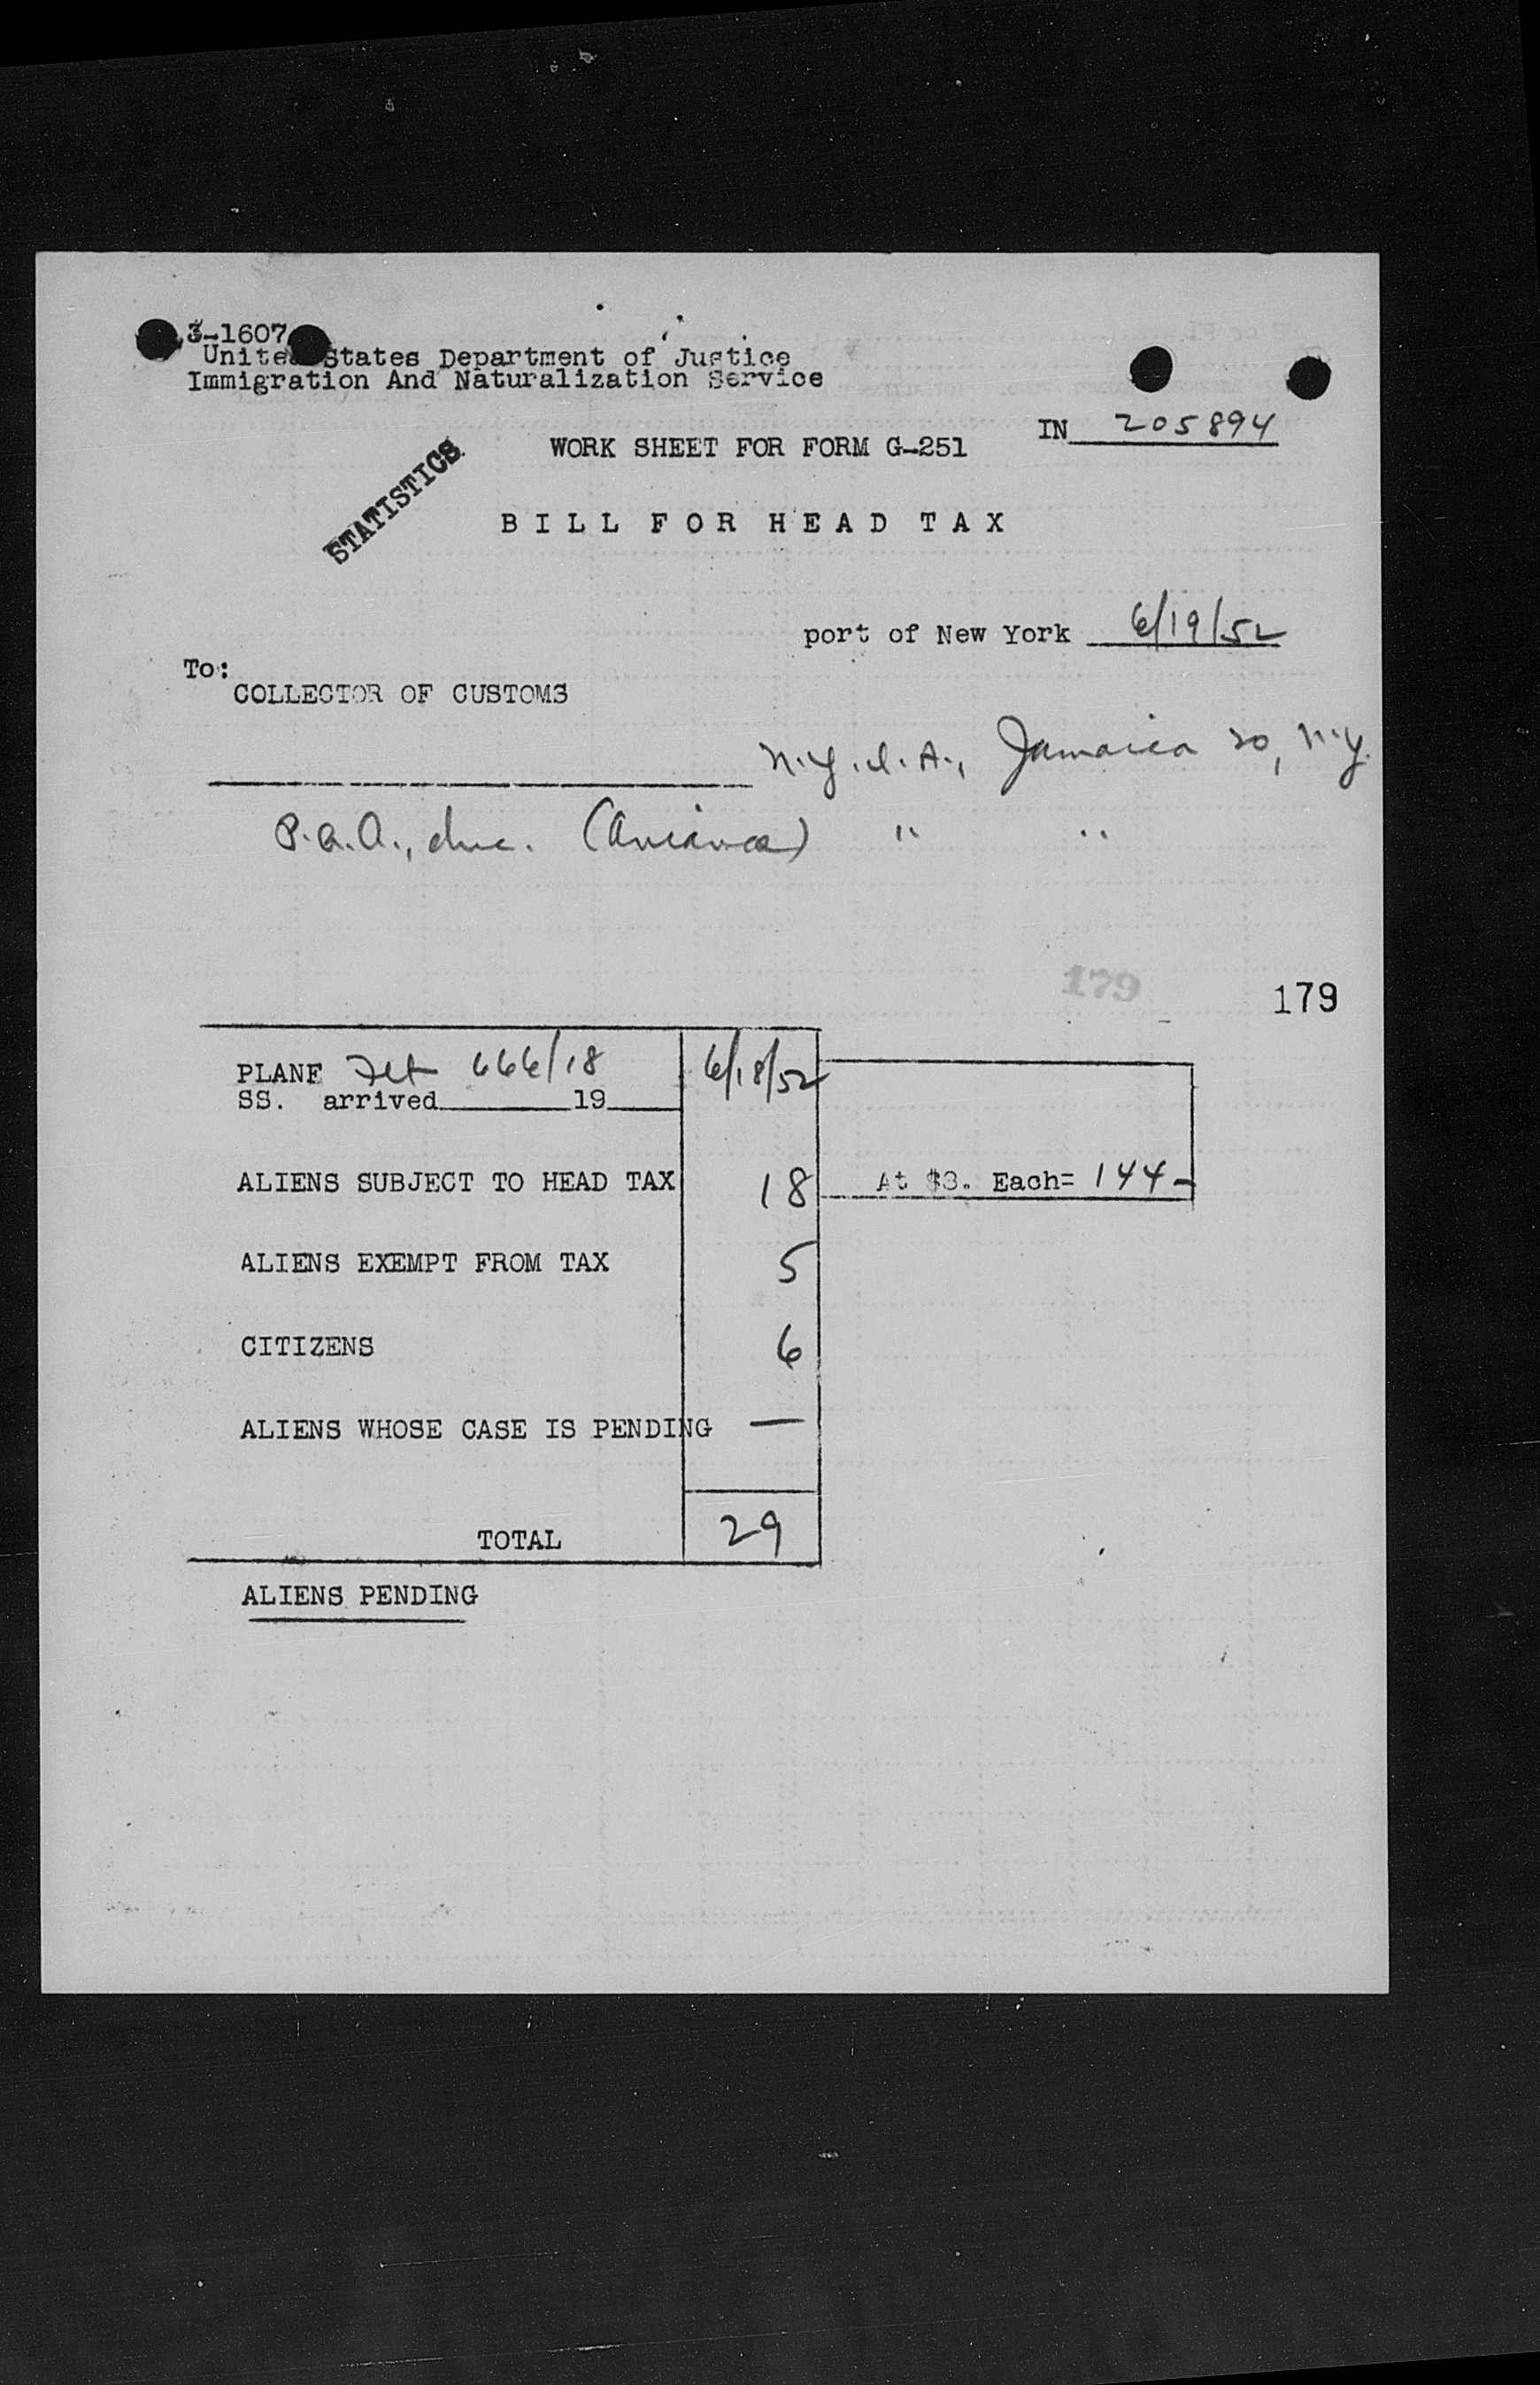 3-1607
United States Department of Justice
Immigration And Naturalization Service
IN 205894
WORK SHEET FOR FORM G-251
STATISTICS
BILL FOR HEAD TAX
port of New York 6/19/52
To:
COLLECTOR OF CUSTOMS
N.Y.I.A., Jamaica 20, N.Y.
P.A.A., Inc. (Avianca) " "
179
179
PLANE Flt 666/18 6/18/52
SS. arrived 19
ALIENS SUBJECT TO HEAD TAX 18 At $8. Each= 144-
ALIENS EXEMPT FROM TAX 5
CITIZENS 6
ALIENS WHOSE CASE IS PENDING —
TOTAL 29
ALIENS PENDING